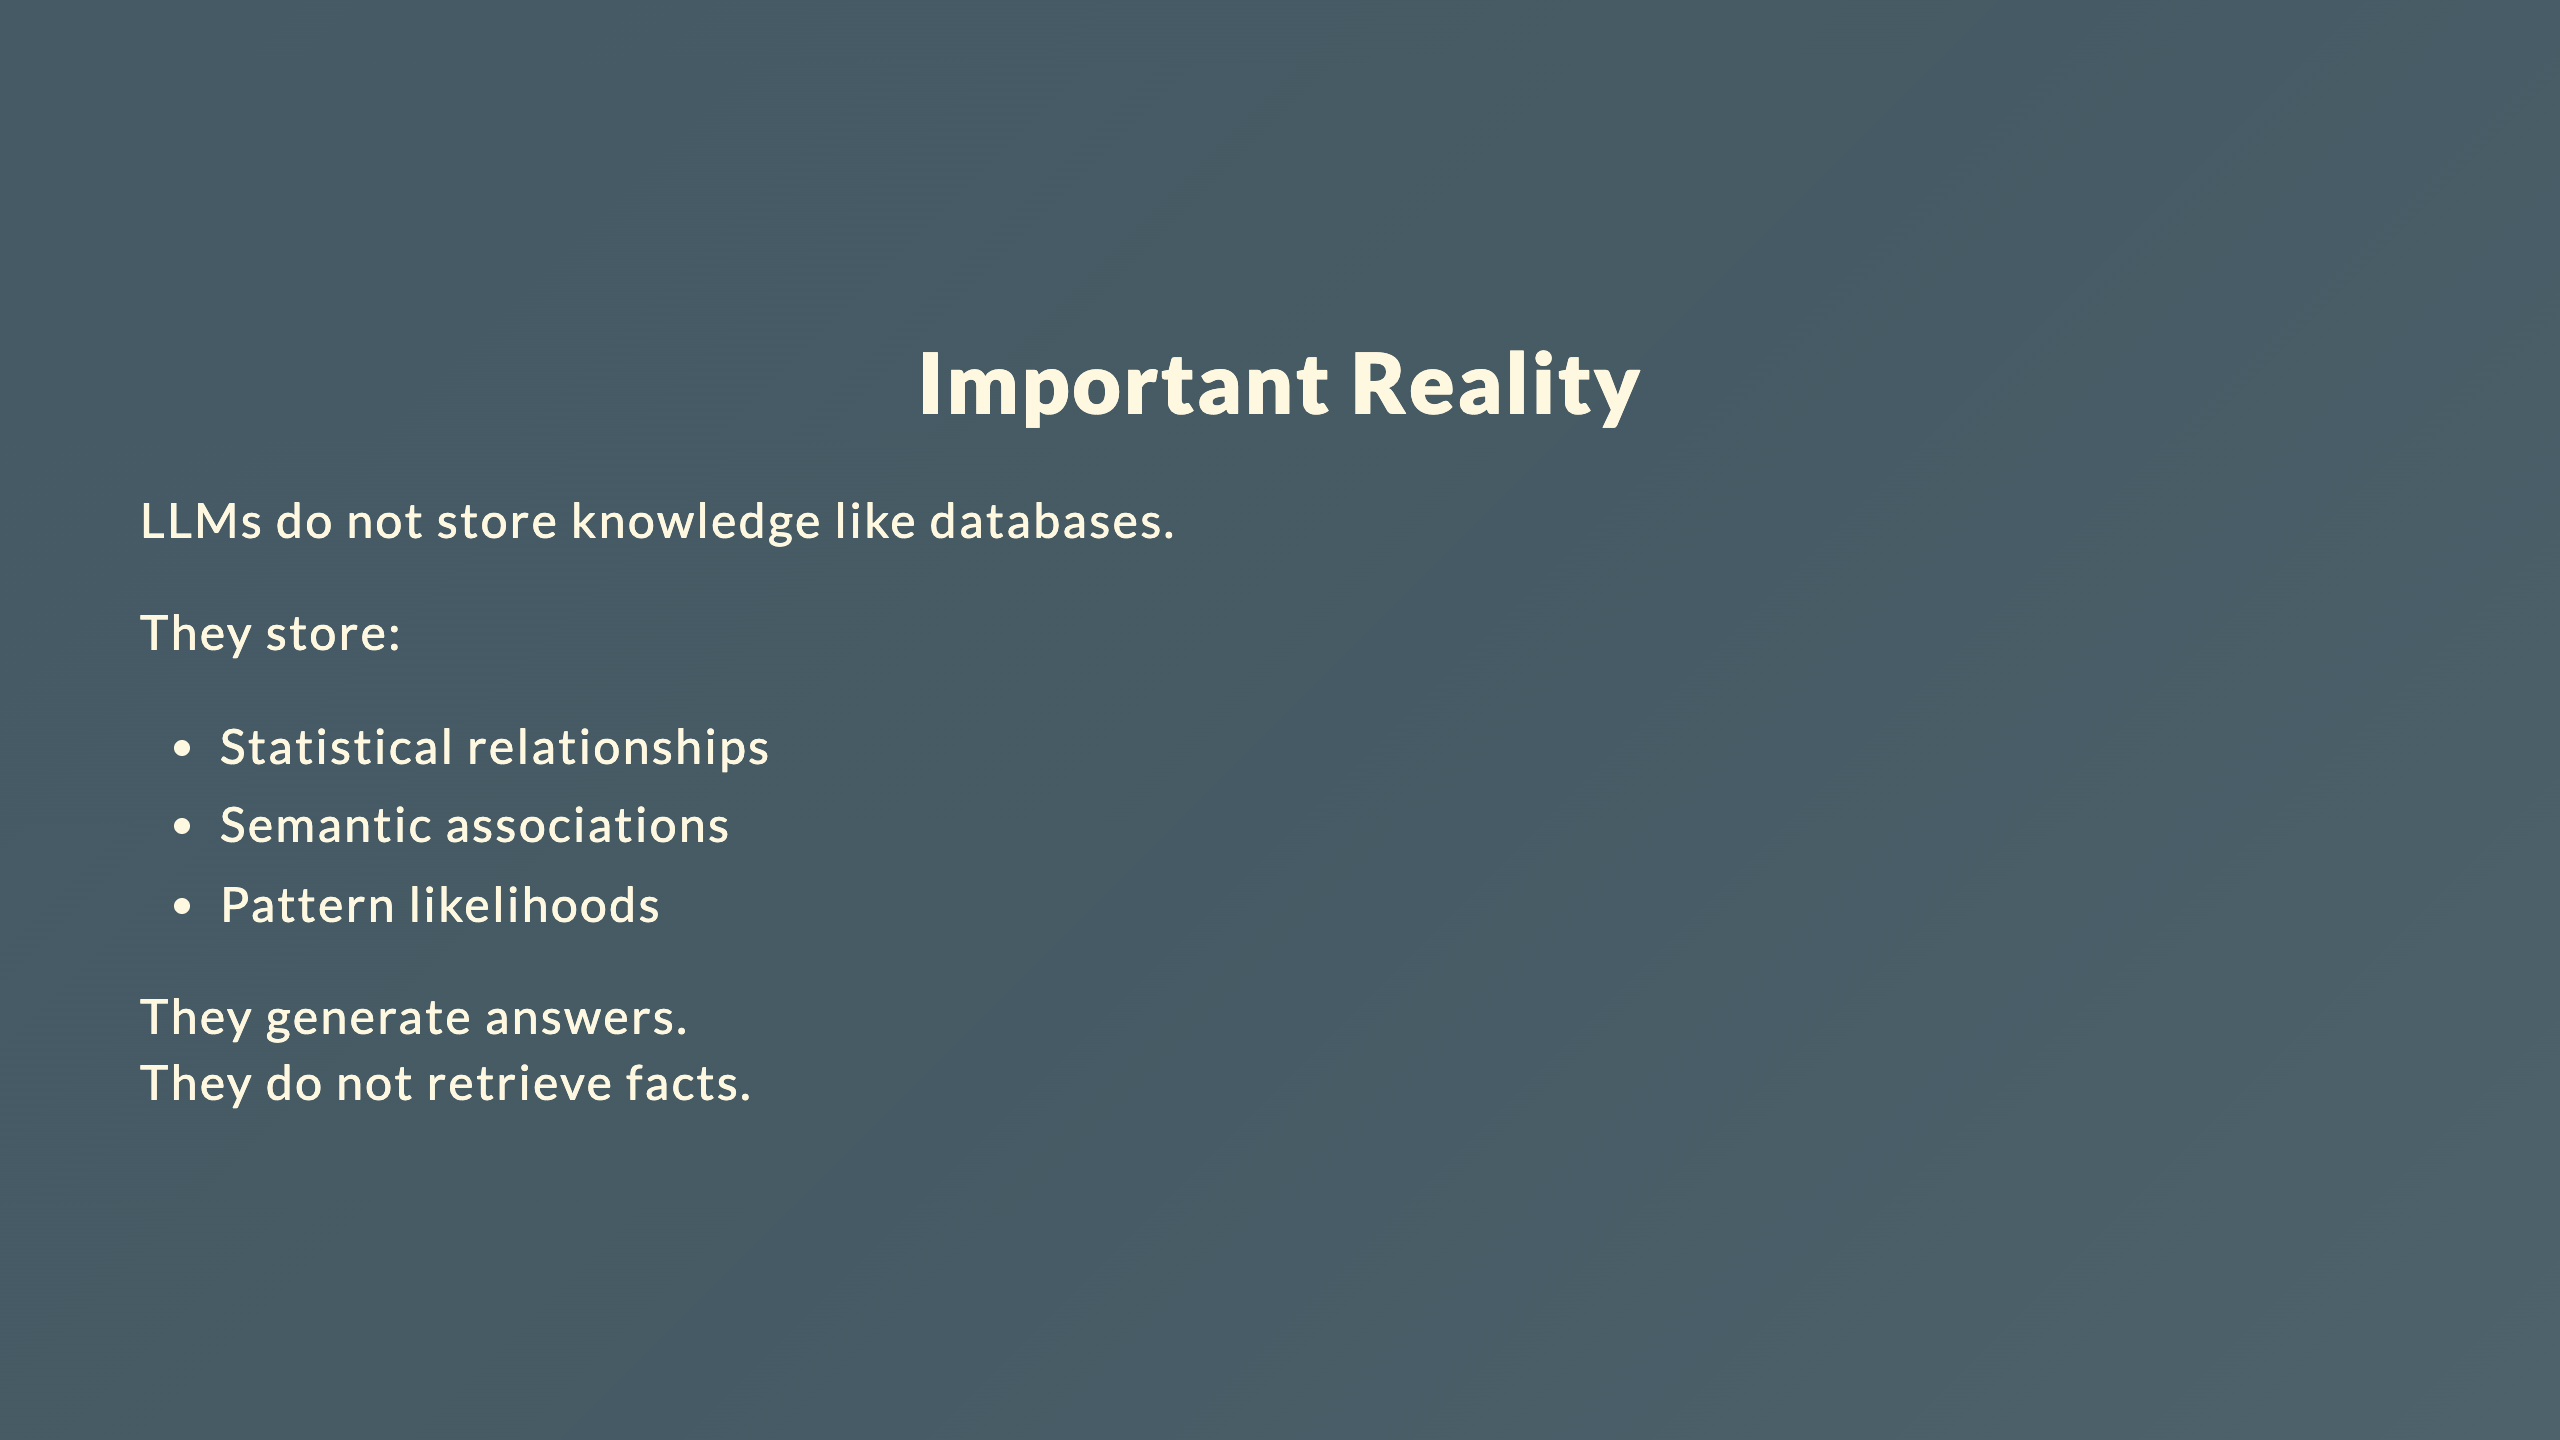 Important Reality
LLMs do not store knowledge like databases.
They store:
• Statistical relationships
• Semantic associations
• Pattern likelihoods
They generate answers.
They do not retrieve facts.